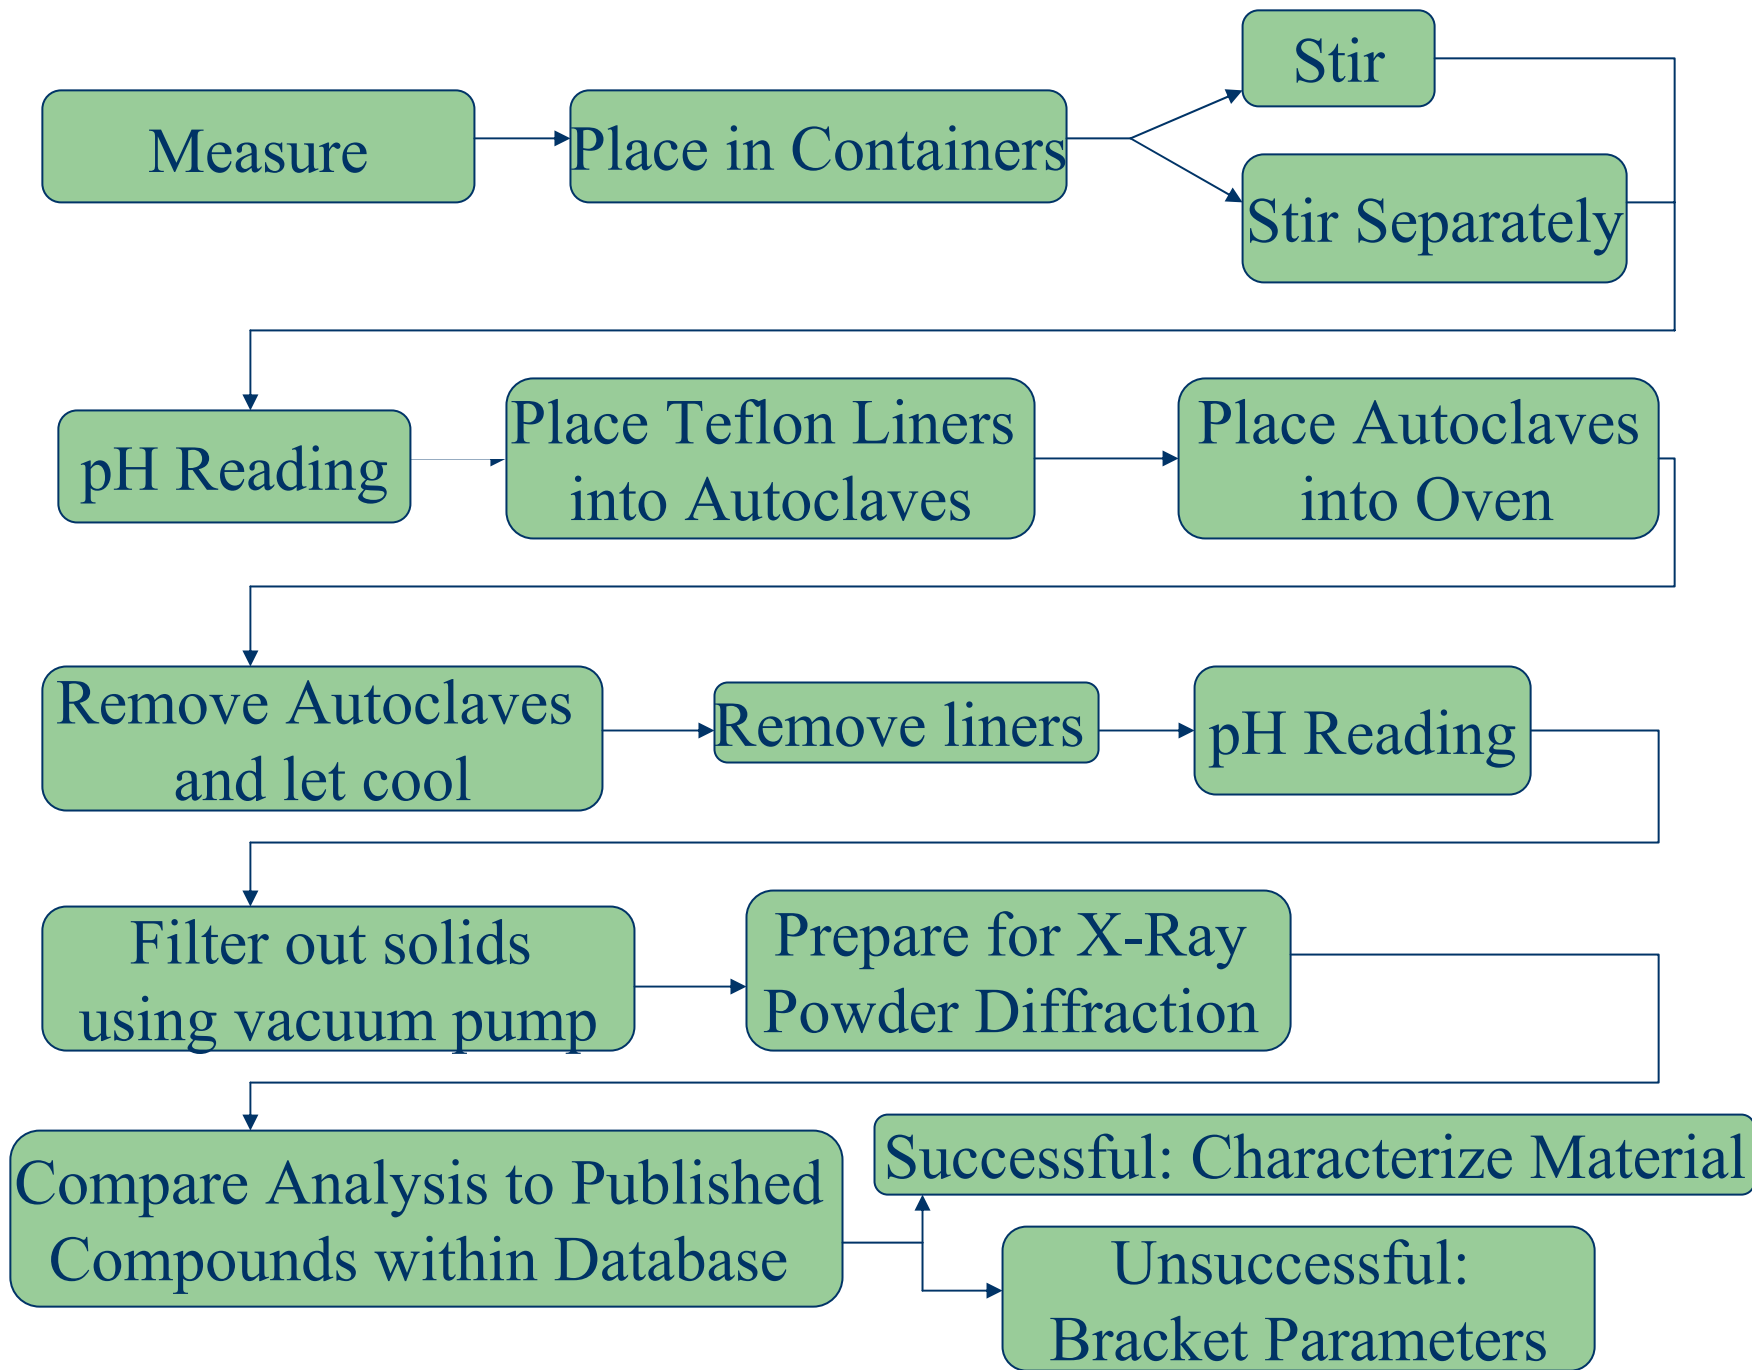 Measure
Place in Containers
Stir
Stir Separately
pH Reading
Place Teflon Liners
into Autoclaves
Place Autoclaves
into Oven
Remove Autoclaves
and let cool
Remove liners
pH Reading
Filter out solids
using vacuum pump
Prepare for X-Ray
Powder Diffraction
Compare Analysis to Published
Compounds within Database
Successful: Characterize Material
Unsuccessful:
Bracket Parameters